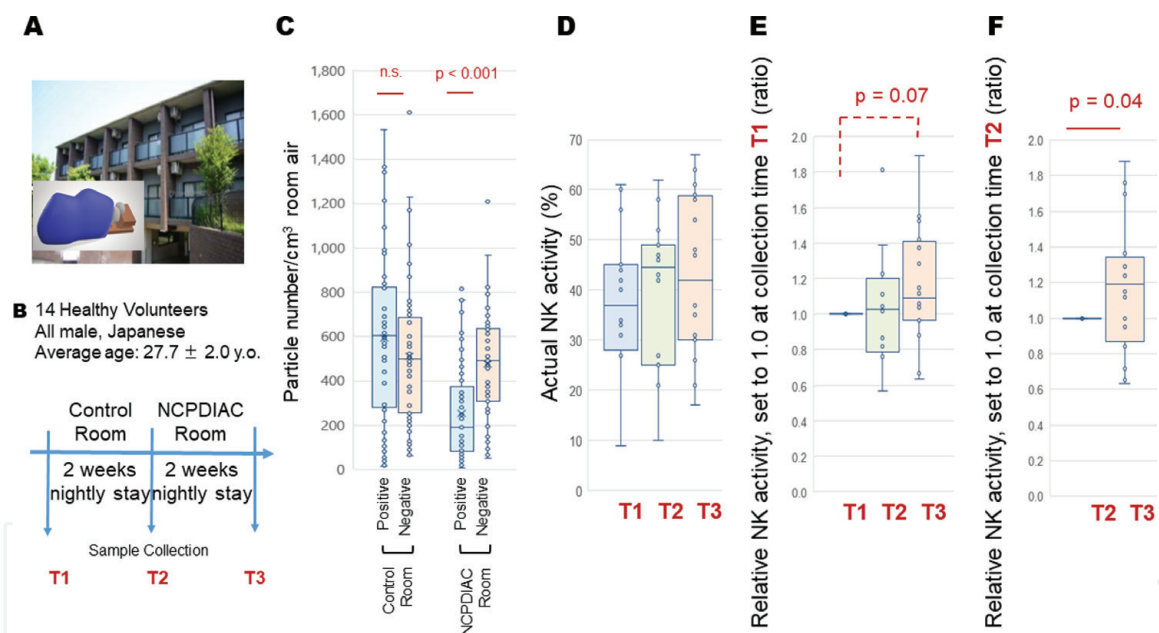 A
B 14 Healthy Volunteers
All male, Japanese
Average age: 27.7 ± 2.0 y.o.
Control
Room
NCPDIAC
Room
2 weeks
nightly stay
2 weeks
nightly stay
Sample Collection
T1
T2
T3
C
n.s.
p < 0.001
Particle number/cm³ room air
1,800
1,600
1,400
1,200
1,000
800
600
400
200
0
Positive
Negative
Positive
Negative
Control
Room
NCPDIAC
Room
D
Actual NK activity (%)
70
60
50
40
30
20
10
0
T1
T2
T3
E
Relative NK activity, set to 1.0 at collection time T1 (ratio)
p = 0.07
2.0
1.8
1.6
1.4
1.2
1.0
0.8
0.6
0.4
0.2
0.0
T1
T2
T3
F
Relative NK activity, set to 1.0 at collection time T2 (ratio)
p = 0.04
2.0
1.8
1.6
1.4
1.2
1.0
0.8
0.6
0.4
0.2
0.0
T2
T3